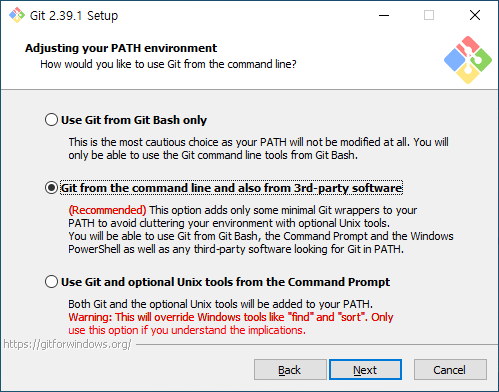 Git 2.39.1 Setup
Adjusting your PATH environment
How would you like to use Git from the command line?
Use Git from Git Bash only
This is the most cautious choice as your PATH will not be modified at all. You will
only be able to use the Git command line tools from Git Bash.
Git from the command line and also from 3rd-party software
(Recommended) This option adds only some minimal Git wrappers to your
PATH to avoid cluttering your environment with optional Unix tools.
You will be able to use Git from Git Bash, the Command Prompt and the Windows
PowerShell as well as any third-party software looking for Git in PATH.
Use Git and optional Unix tools from the Command Prompt
Both Git and the optional Unix tools will be added to your PATH.
Warning: This will override Windows tools like "find" and "sort". Only
use this option if you understand the implications.
https://gitforwindows.org/
Back
Next
Cancel